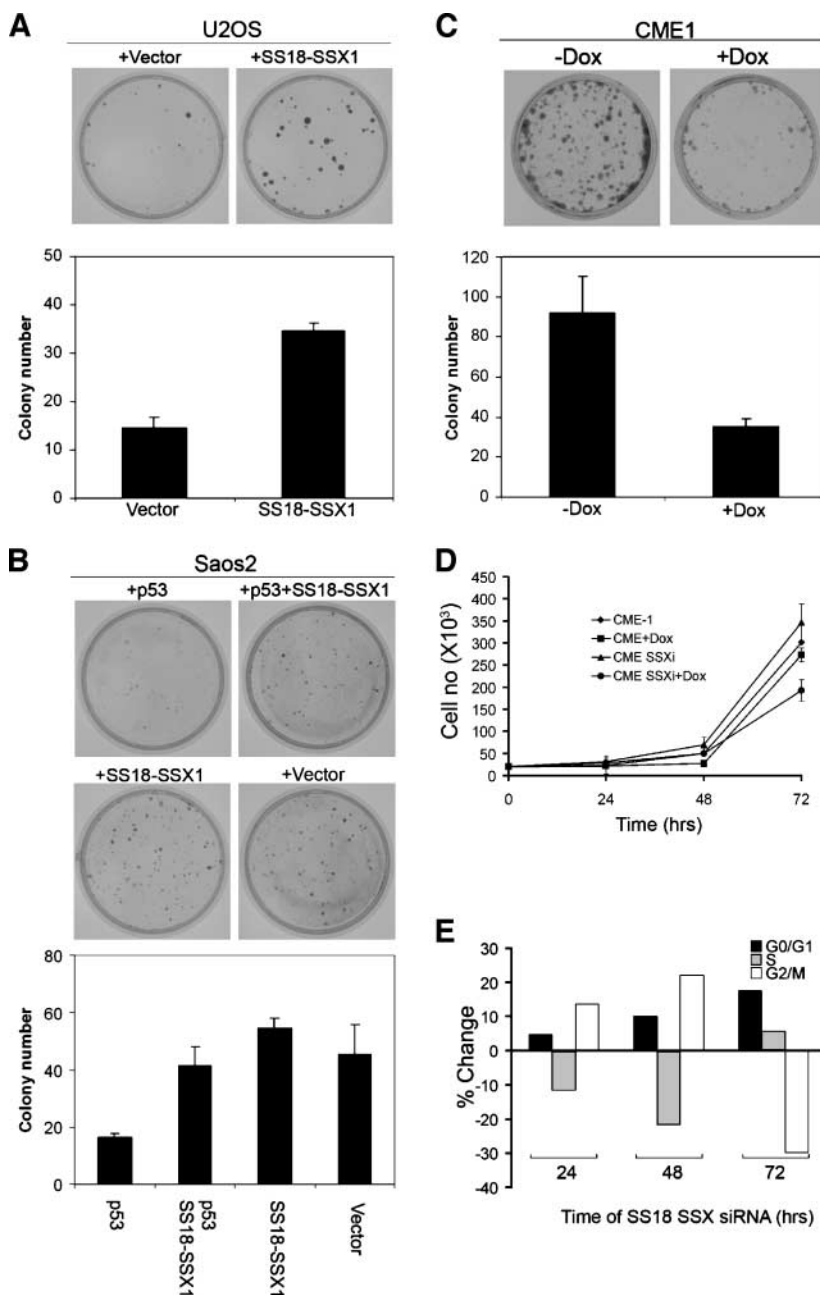 A
U2OS
+Vector +SS18-SSX1
Colony number
50
40
30
20
10
0
Vector SS18-SSX1
B
Saos2
+p53 +p53+SS18-SSX1
+SS18-SSX1 +Vector
Colony number
80
60
40
20
0
p53
p53
SS18-SSX1
SS18-SSX1
Vector
C
CME1
-Dox +Dox
Colony number
120
100
80
60
40
20
0
-Dox +Dox
D
Cell no (X10³)
450
400
350
300
250
200
150
100
50
0
CME-1
CME+Dox
CME SSXi
CME SSXi+Dox
0 24 48 72
Time (hrs)
E
% Change
30
20
10
0
-10
-20
-30
-40
G0/G1
S
G2/M
24 48 72
Time of SS18 SSX siRNA (hrs)